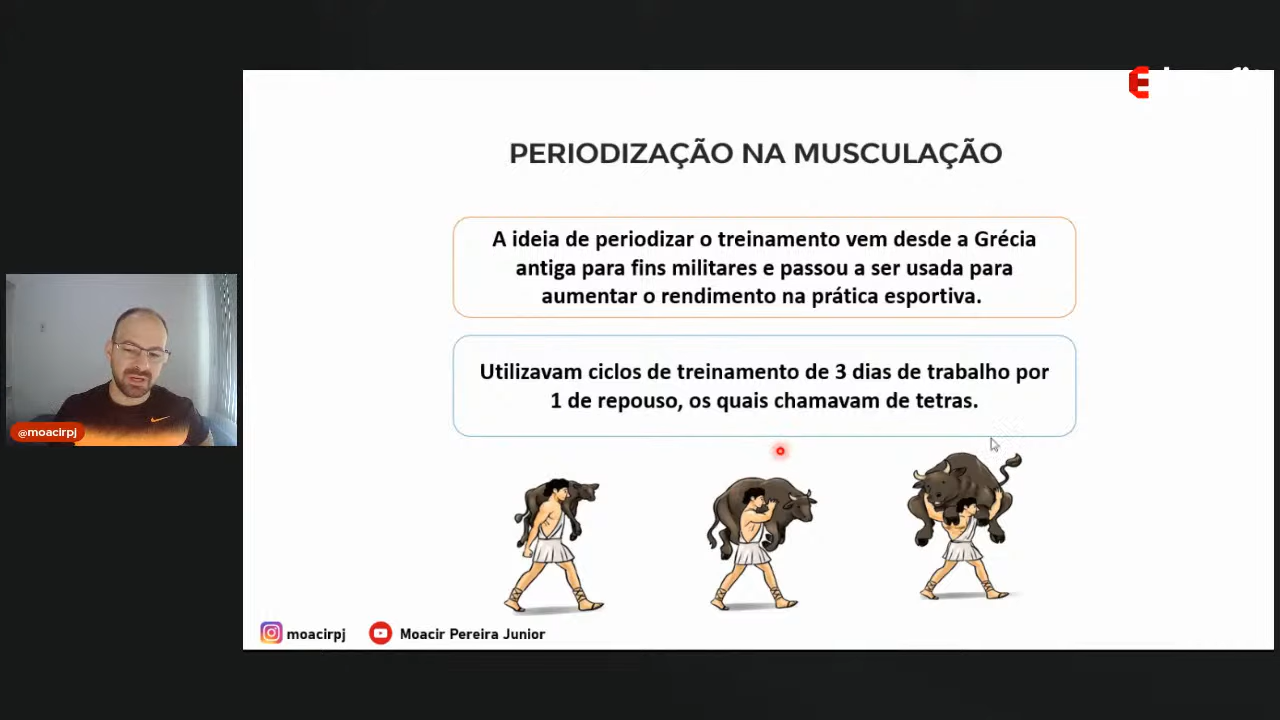 PERIODIZAÇÃO NA MUSCULAÇÃO
A ideia de periodizar o treinamento vem desde a Grécia
antiga para fins militares e passou a ser usada para
aumentar o rendimento na prática esportiva.
Utilizavam ciclos de treinamento de 3 dias de trabalho por
1 de repouso, os quais chamavam de tetras.
@moacirpj
moacirpj
Moacir Pereira Junior